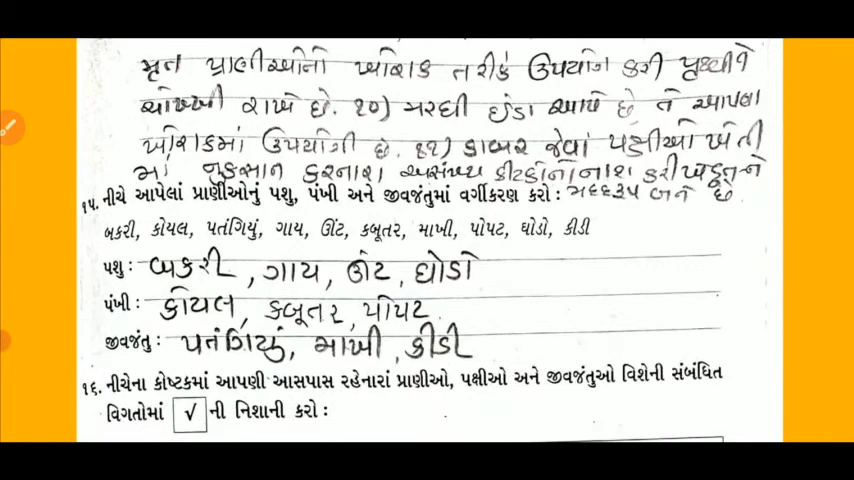 મૃત પ્રાણીઓનો ખોરાક તરીકે ઉપયોગ કરી પૃથ્વીને
ચોખ્ખી રાખે છે. ૧૦) મરઘી ઈંડા આપે છે તે આપણા
ખોરાકમાં ઉપયોગી છે. ૧૧) કાબર જેવાં પક્ષીઓ ખેતી
માં નુકસાન કરનારા અસંખ્ય કીટકોનો નાશ કરી ખેડૂતને
૧૫. નીચે આપેલાં પ્રાણીઓનું પશુ, પંખી અને જીવજંતુમાં વર્ગીકરણ કરો : મદદરૂપ બને છે
બકરી, કોયલ, પતંગિયું, ગાય, ઊંટ, કબૂતર, માખી, પોપટ, ઘોડો, કીડી
પશુ : બકરી, ગાય, ઊંટ, ઘોડો
પંખી : કોયલ, કબૂતર, પોપટ
જીવજંતુ : પતંગિયું, માખી, કીડી
૧૬. નીચેના કોષ્ટકમાં આપણી આસપાસ રહેનારાં પ્રાણીઓ, પક્ષીઓ અને જીવજંતુઓ વિશેની સંબંધિત
વિગતોમાં √ ની નિશાની કરો :